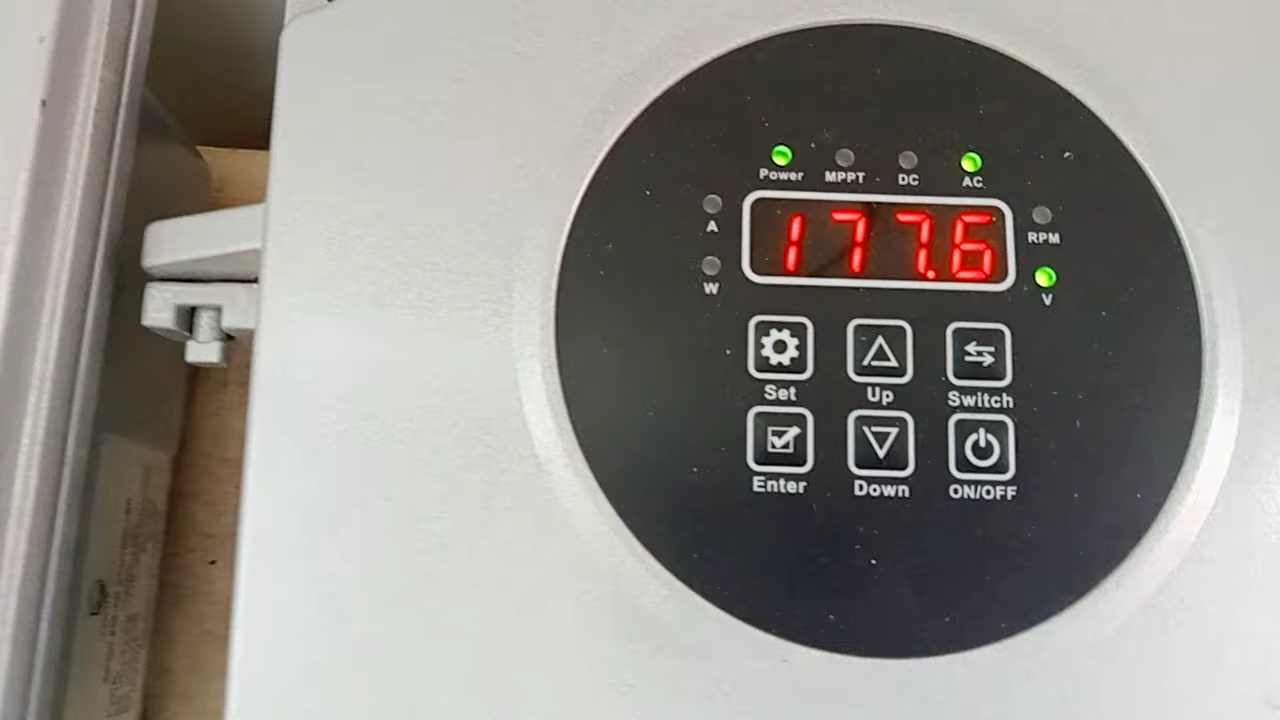 Power MPPT DC AC
A
177.6
RPM
W
V
Set Up Switch
Enter Down ON/OFF